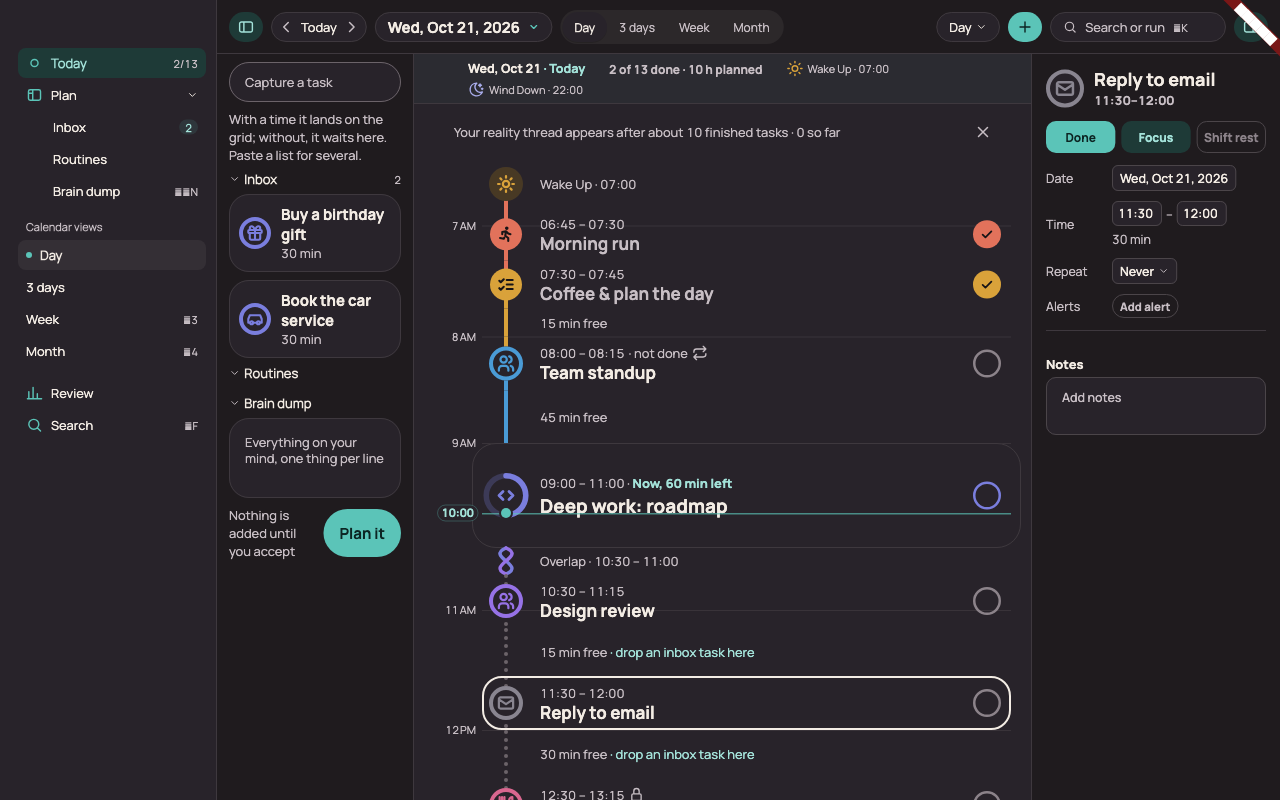 Today 2/13
Plan
Inbox 2
Routines
Brain dump N
Calendar views
Day
3 days
Week 3
Month 4
Review
Search F
Today
Wed, Oct 21, 2026
Day 3 days Week Month
Day
Search or run K
Capture a task
With a time it lands on the
grid; without, it waits here.
Paste a list for several.
Inbox 2
Buy a birthday
gift
30 min
Book the car
service
30 min
Routines
Brain dump
Everything on your
mind, one thing per line
Nothing is
added until
you accept
Plan it
Wed, Oct 21 · Today 2 of 13 done · 10 h planned Wake Up · 07:00
Wind Down · 22:00
Your reality thread appears after about 10 finished tasks · 0 so far
Wake Up · 07:00
7 AM
06:45 – 07:30
Morning run
07:30 – 07:45
Coffee & plan the day
15 min free
8 AM
08:00 – 08:15 · not done
Team standup
45 min free
9 AM
09:00 – 11:00 · Now, 60 min left
Deep work: roadmap
10:00
Overlap · 10:30 – 11:00
10:30 – 11:15
11 AM
Design review
15 min free · drop an inbox task here
11:30 – 12:00
Reply to email
12 PM
30 min free · drop an inbox task here
12:30 – 13:15
Reply to email
11:30–12:00
Done Focus Shift rest
Date Wed, Oct 21, 2026
Time 11:30 – 12:00
30 min
Repeat Never
Alerts Add alert
Notes
Add notes